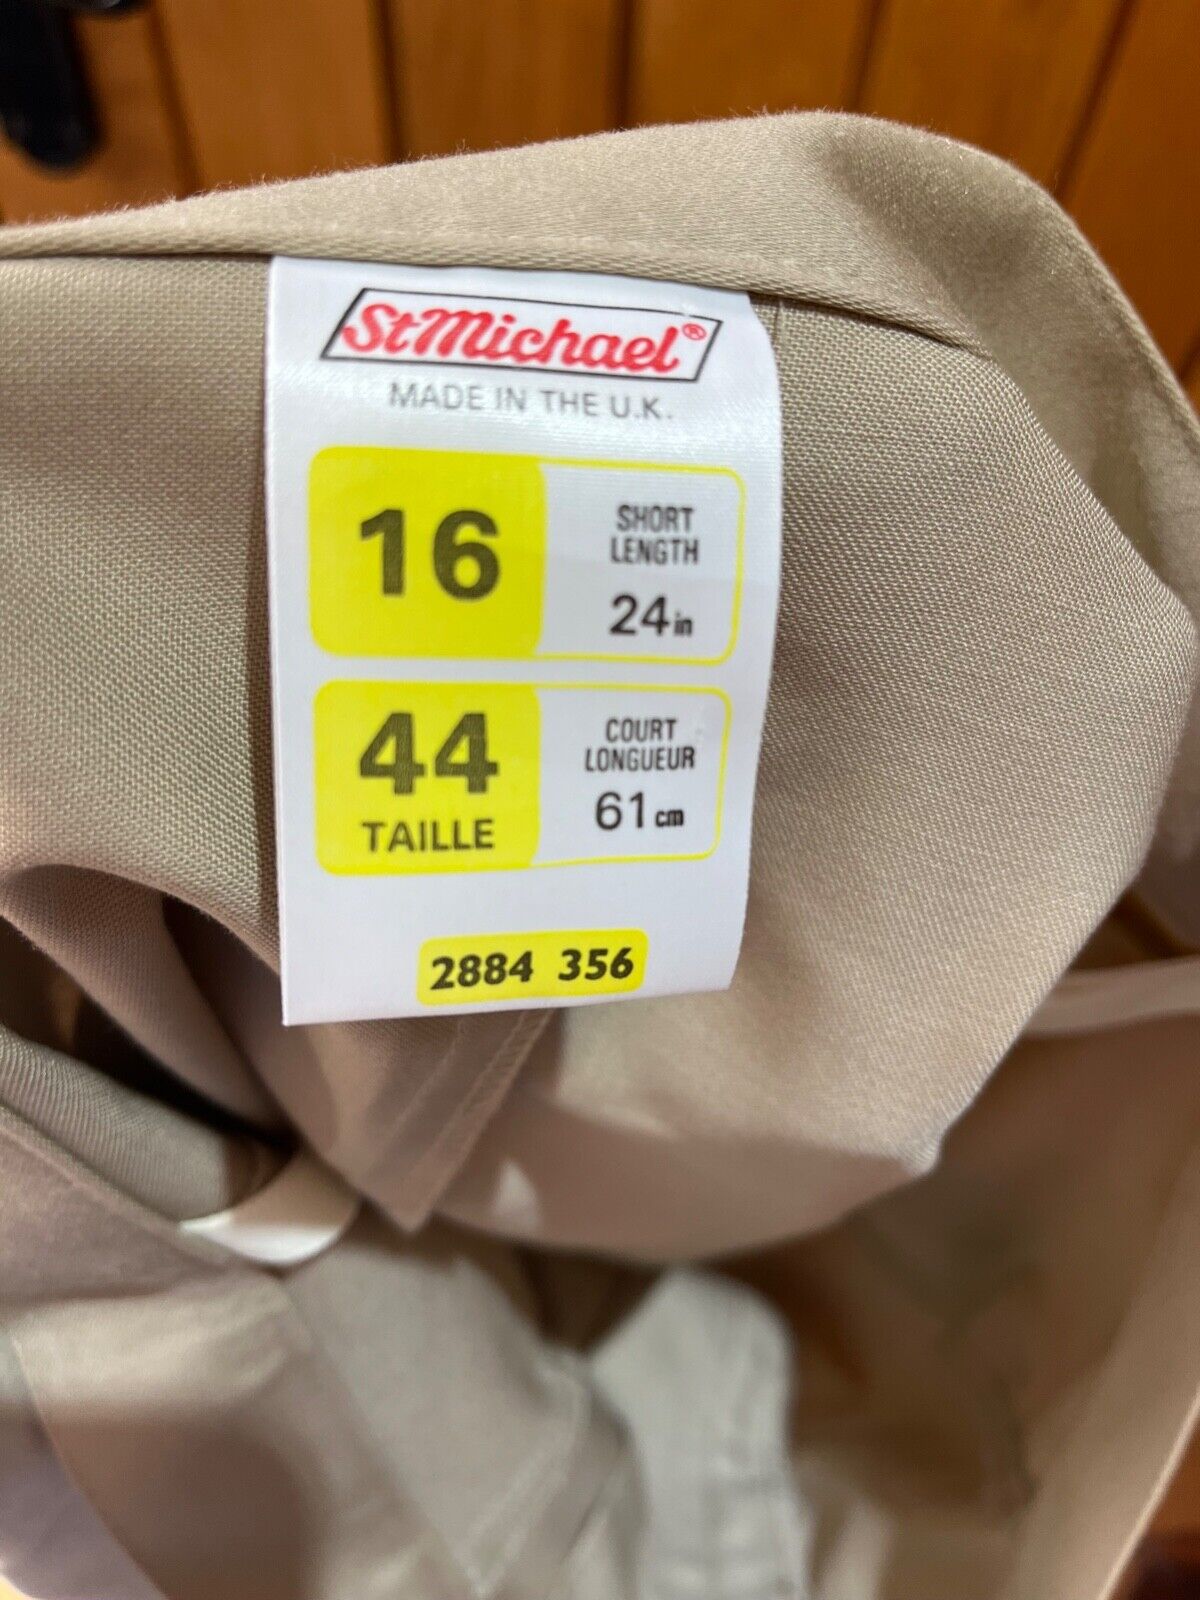 StMichael®
MADE IN THE U.K.
16
SHORT
LENGTH
24in
44
TAILLE
COURT
LONGUEUR
61cm
2884 356